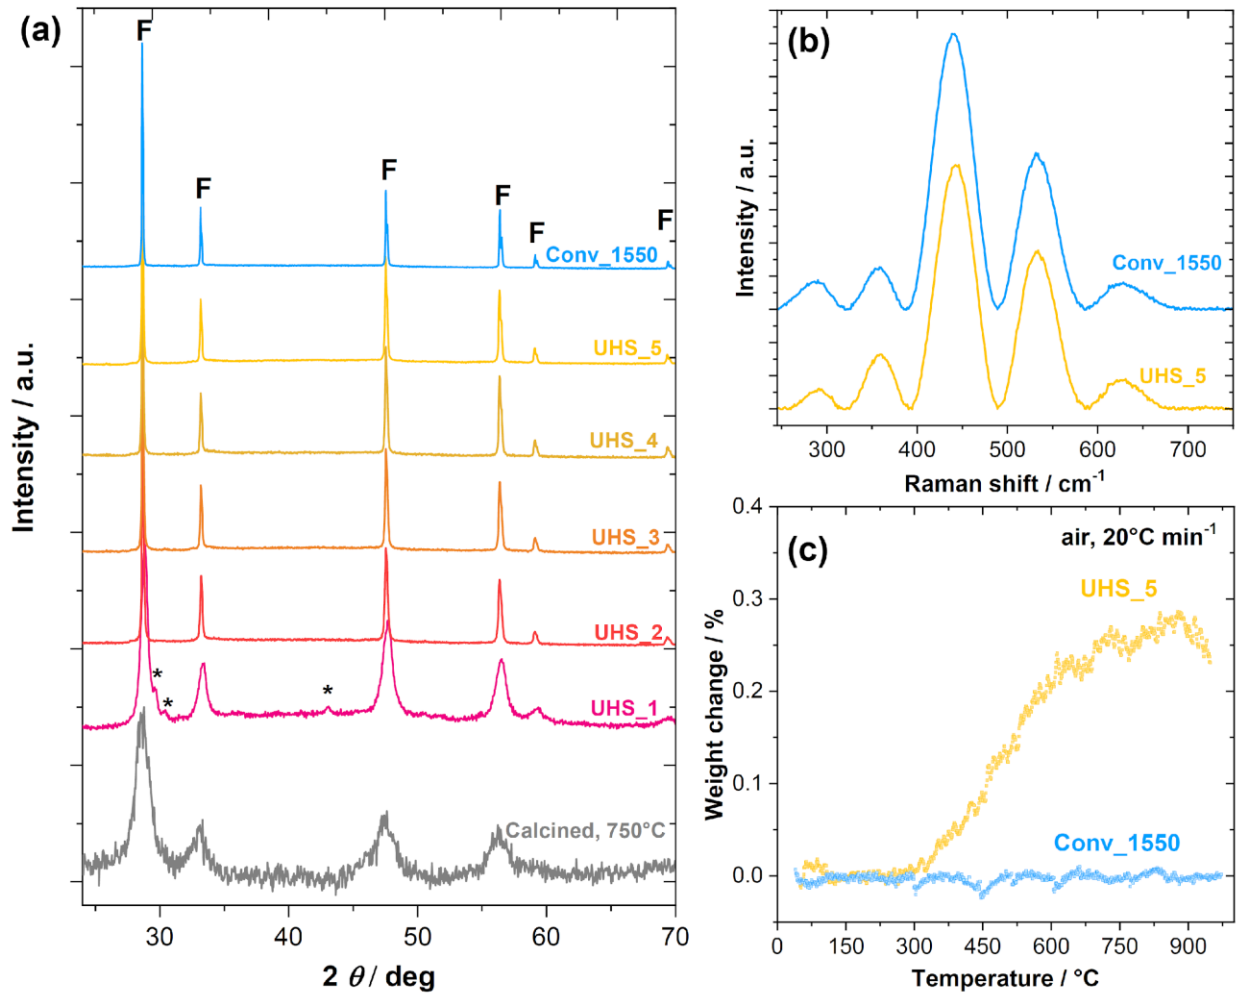 (a)
F
F
F
F
F
F
Conv_1550
UHS_5
UHS_4
UHS_3
UHS_2
*
*
*
UHS_1
Calcined, 750°C
Intensity / a.u.
30 40 50 60 70
2 θ / deg
(b)
Conv_1550
UHS_5
Intensity / a.u.
300 400 500 600 700
Raman shift / cm⁻¹
(c)
air, 20°C min⁻¹
UHS_5
Conv_1550
0.4
0.3
0.2
0.1
0.0
Weight change / %
0 150 300 450 600 750 900
Temperature / °C